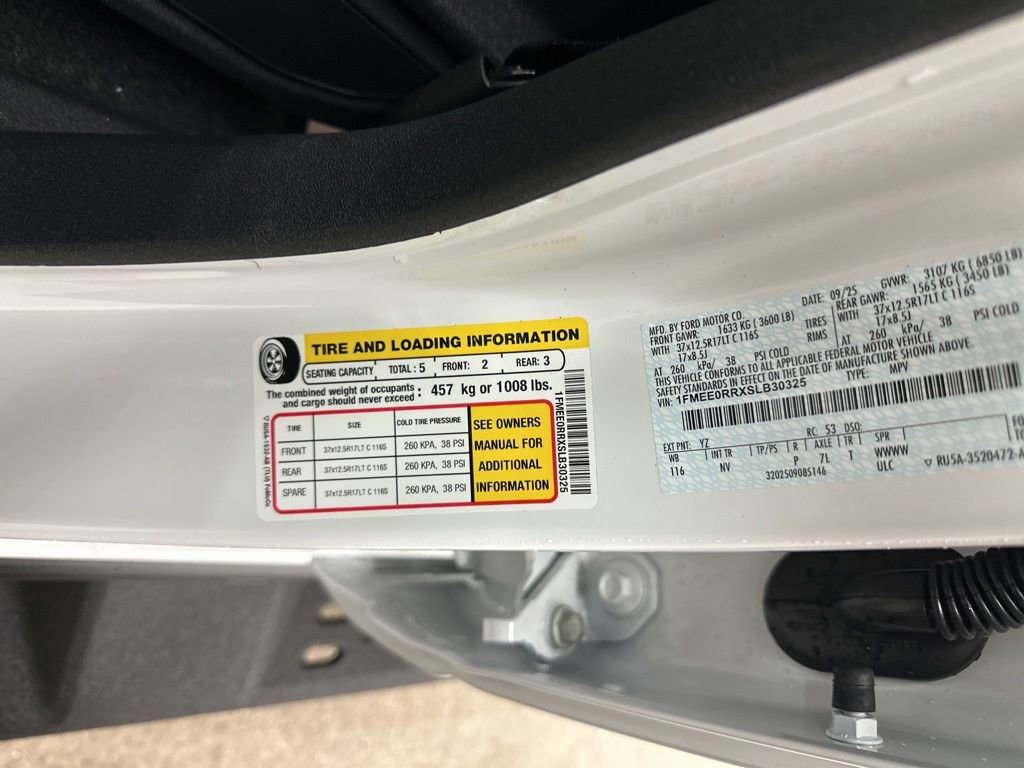 TIRE AND LOADING INFORMATION
SEATING CAPACITY TOTAL : 5 FRONT: 2 REAR: 3
The combined weight of occupants and cargo should never exceed : 457 kg or 1008 lbs.
TIRE SIZE COLD TIRE PRESSURE
FRONT 37x12.5R17LT C 116S 260 KPA, 38 PSI
REAR 37x12.5R17LT C 116S 260 KPA, 38 PSI
SPARE 37x12.5R17LT C 116S 260 KPA, 38 PSI
SEE OWNERS
MANUAL FOR
ADDITIONAL
INFORMATION
1FMEE0RRXSLB30325
MFD. BY FORD MOTOR CO. DATE: 09/25 GVWR: 3107 KG ( 6850 LB)
FRONT GAWR: 1633 KG ( 3600 LB) REAR GAWR: 1565 KG ( 3450 LB)
WITH 37x12.5R17LT C 116S TIRES WITH 37x12.5R17LT C 116S
17x8.5J RIMS 17x8.5J
AT 260 kPa/ 38 PSI COLD AT 260 kPa/ 38 PSI COLD
THIS VEHICLE CONFORMS TO ALL APPLICABLE FEDERAL MOTOR VEHICLE
SAFETY STANDARDS IN EFFECT ON THE DATE OF MANUFACTURE SHOWN ABOVE.
VIN: 1FMEE0RRXSLB30325 TYPE: MPV
EXT PNT: YZ RC: 53 DSO:
WB INT TR TP/PS R AXLE TR SPR
116 NV P 7L T WWWW
3202509085146 ULC RU5A-3520472-A